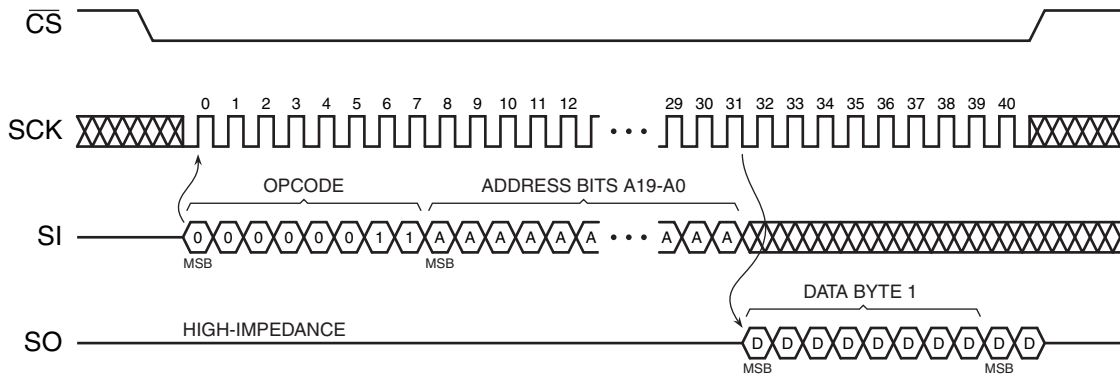 CS
0 1 2 3 4 5 6 7 8 9 10 11 12 29 30 31 32 33 34 35 36 37 38 39 40
SCK
OPCODE ADDRESS BITS A19-A0
SI 0 0 0 0 0 0 1 1 A A A A A A A A A
MSB MSB
DATA BYTE 1
HIGH-IMPEDANCE
SO D D D D D D D D D D
MSB MSB